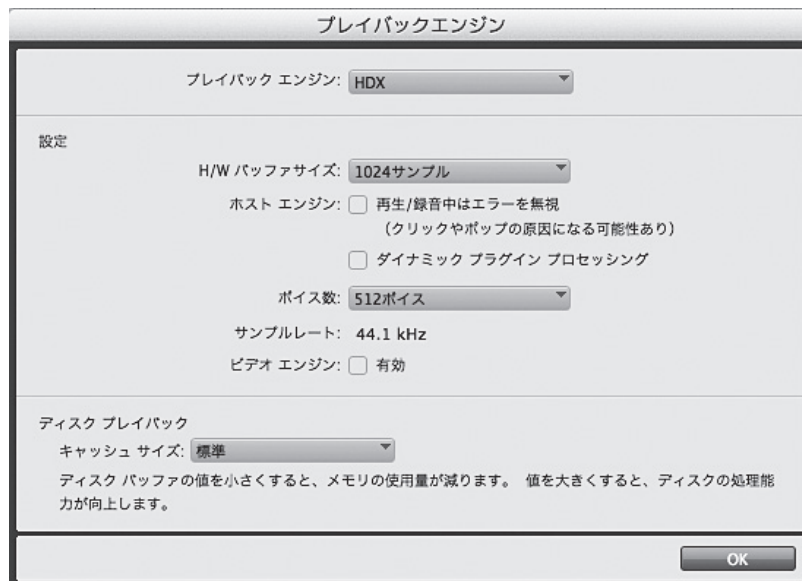 プレイバックエンジン
プレイバック エンジン: HDX
設定
H/W バッファサイズ: 1024サンプル
ホスト エンジン: 再生/録音中はエラーを無視
（クリックやポップの原因になる可能性あり）
ダイナミック プラグイン プロセッシング
ボイス数: 512ボイス
サンプルレート: 44.1 kHz
ビデオ エンジン: 有効
ディスク プレイバック
キャッシュ サイズ: 標準
ディスク バッファの値を小さくすると、メモリの使用量が減ります。 値を大きくすると、ディスクの処理能
力が向上します。
OK